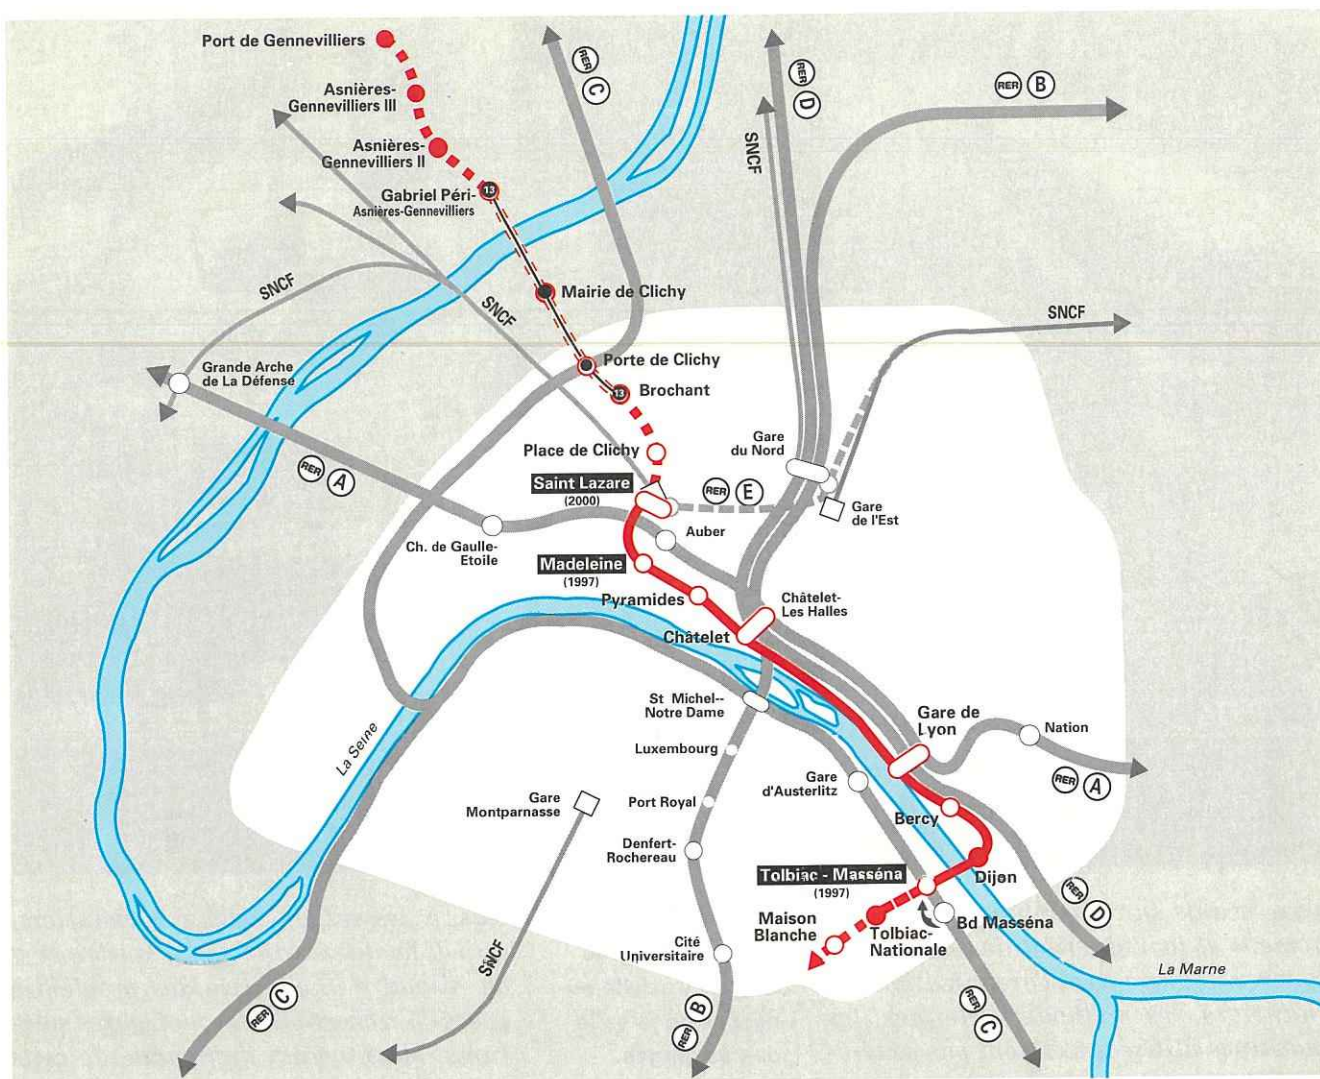 Port de Gennevilliers
Asnières-
Gennevilliers III
Asnières-
Gennevilliers II
Gabriel Péri-
Asnières-Gennevilliers
13
RER C
RER D
RER B
SNCF
SNCF
SNCF
SNCF
Mairie de Clichy
Porte de Clichy
Brochant
13
Grande Arche
de La Défense
RER A
Place de Clichy
Saint Lazare
(2000)
RER E
Gare
du Nord
Gare
de l'Est
Ch. de Gaulle-
Etoile
Auber
Madeleine
(1997)
Pyramides
Châtelet-
Les Halles
Châtelet
St Michel--
Notre Dame
La Seine
Luxembourg
Gare de
Lyon
Nation
RER A
Gare
Montparnasse
Port Royal
Gare
d'Austerlitz
Bercy
Denfert-
Rochereau
Tolbiac - Masséna
(1997)
Dijon
Maison
Blanche
Tolbiac-
Nationale
Bd Masséna
RER D
Cité
Universitaire
SNCF
La Marne
RER C
RER B
RER C